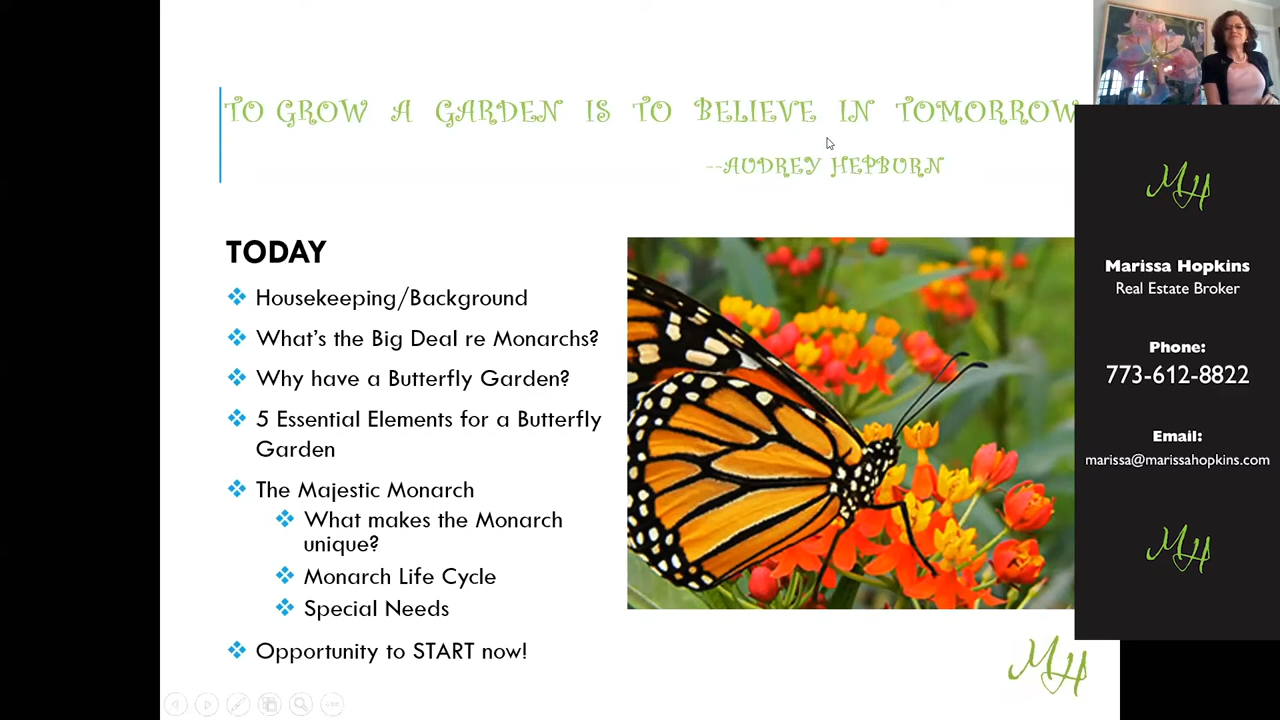 TO GROW A GARDEN IS TO BELIEVE IN TOMORROW
--AUDREY HEPBURN
TODAY
Housekeeping/Background
What's the Big Deal re Monarchs?
Why have a Butterfly Garden?
5 Essential Elements for a Butterfly
Garden
The Majestic Monarch
What makes the Monarch
unique?
Monarch Life Cycle
Special Needs
Opportunity to START now!
MH
MH
Marissa Hopkins
Real Estate Broker
Phone:
773-612-8822
Email:
marissa@marissahopkins.com
MH